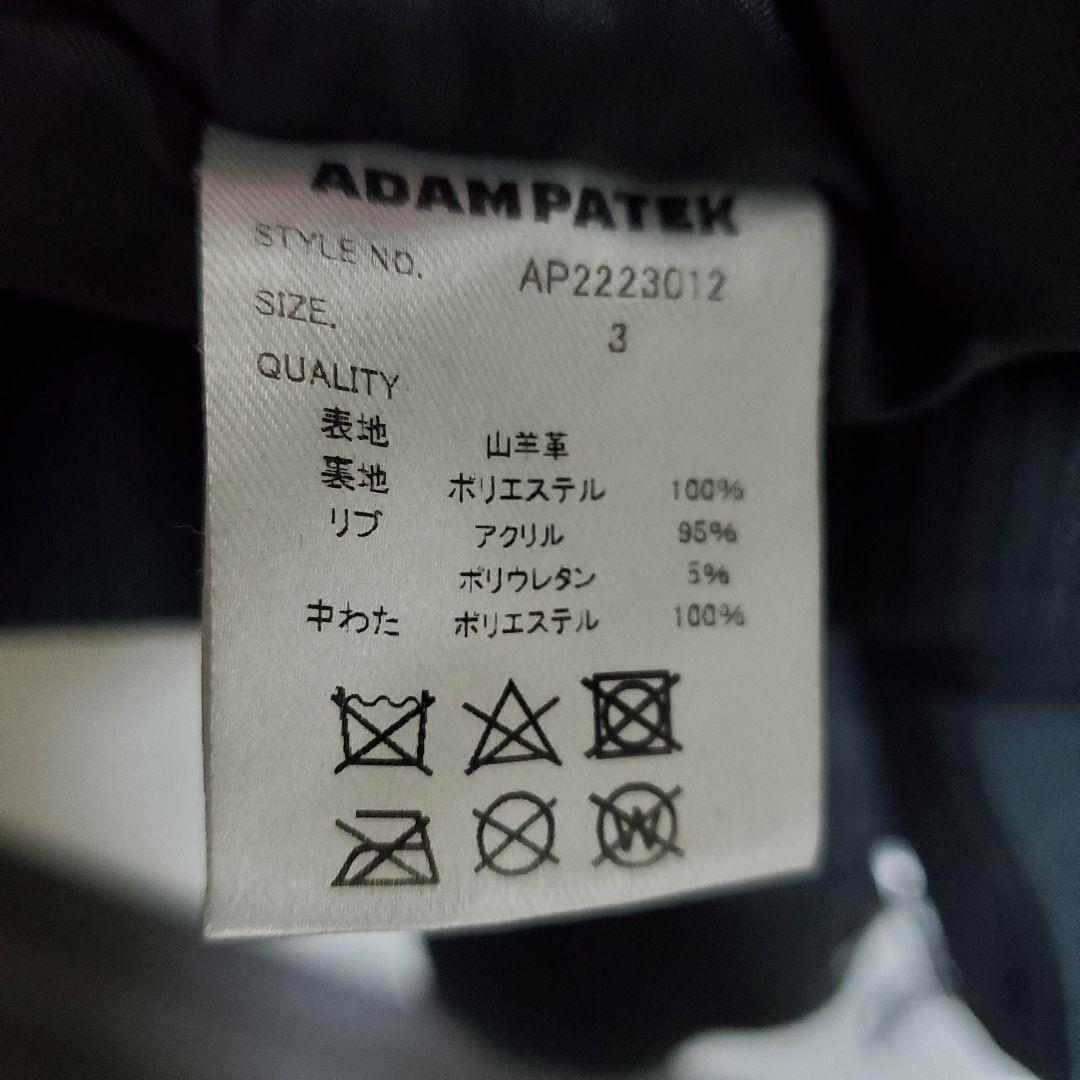 ADAM PATEK
STYLE NO. AP2223012
SIZE. 3
QUALITY
表地 山羊革
裏地 ポリエステル 100%
リブ アクリル 95%
ポリウレタン 5%
中わた ポリエステル 100%
W